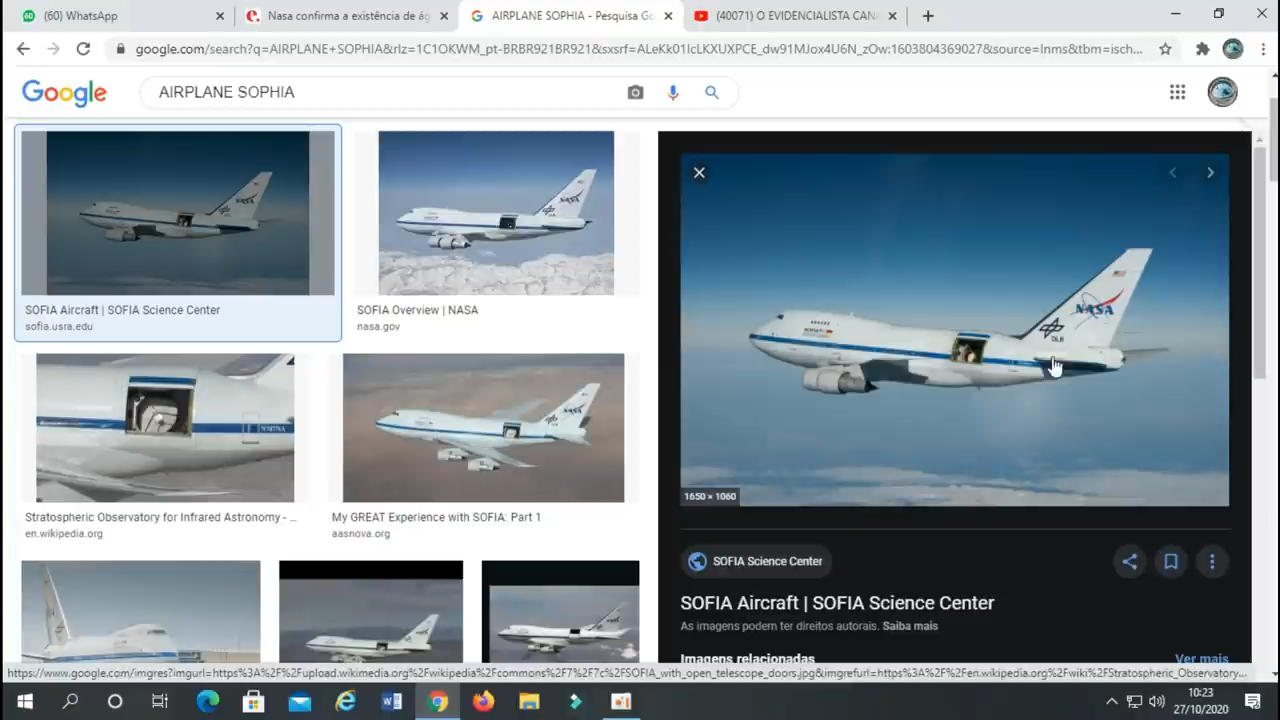 (60) WhatsApp
Nasa confirma a existência de ág
AIRPLANE SOPHIA - Pesquisa Go
(40071) O EVIDENCIALISTA CAN
google.com/search?q=AIRPLANE+SOPHIA&rlz=1C1OKWM_pt-BRBR921BR921&sxsrf=ALeKk01lcLKXUXPCE_dw91MJox4U6N_zOw:1603804369027&source=lnms&tbm=isch...
Google
AIRPLANE SOPHIA
SOFIA Aircraft | SOFIA Science Center
sofia.usra.edu
SOFIA Overview | NASA
nasa.gov
NASA
DLR
1650 × 1060
Stratospheric Observatory for Infrared Astronomy - ...
en.wikipedia.org
My GREAT Experience with SOFIA: Part 1
aasnova.org
SOFIA Science Center
SOFIA Aircraft | SOFIA Science Center
As imagens podem ter direitos autorais. Saiba mais
Imagens relacionadas
Ver mais
https://www.google.com/imgres?imgurl=https%3A%2F%2Fupload.wikimedia.org%2Fwikipedia%2Fcommons%2F7%2F7c%2FSOFIA_with_open_telescope_doors.jpg&imgrefurl=https%3A%2F%2Fen.wikipedia.org%2Fwiki%2FStratospheric_Observatory...
10:23
27/10/2020